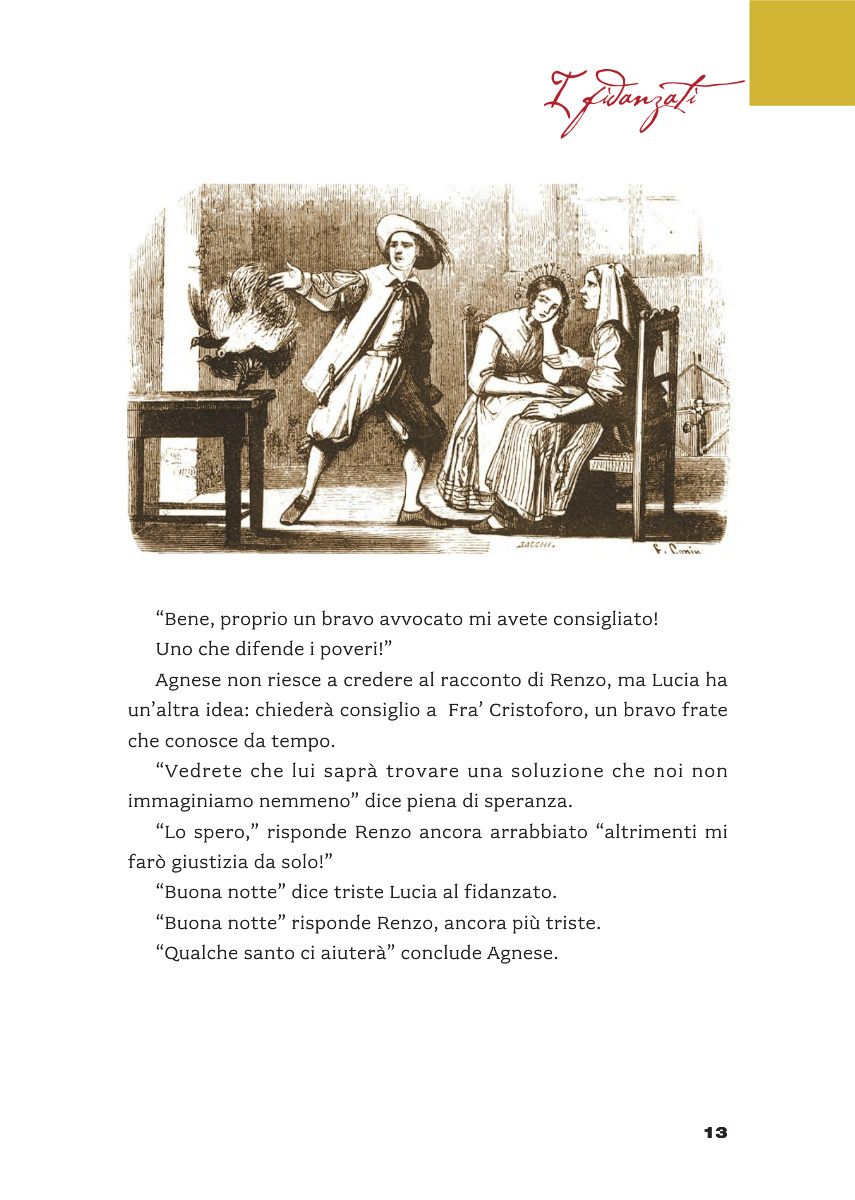 I fidanzati
SACCHI.
“Bene, proprio un bravo avvocato mi avete consigliato!
Uno che difende i poveri!”
Agnese non riesce a credere al racconto di Renzo, ma Lucia ha
un’altra idea: chiederà consiglio a Fra’ Cristoforo, un bravo frate
che conosce da tempo.
“Vedrete che lui saprà trovare una soluzione che noi non
immaginiamo nemmeno” dice piena di speranza.
“Lo spero,” risponde Renzo ancora arrabbiato “altrimenti mi
farò giustizia da solo!”
“Buona notte” dice triste Lucia al fidanzato.
“Buona notte” risponde Renzo, ancora più triste.
“Qualche santo ci aiuterà” conclude Agnese.
13